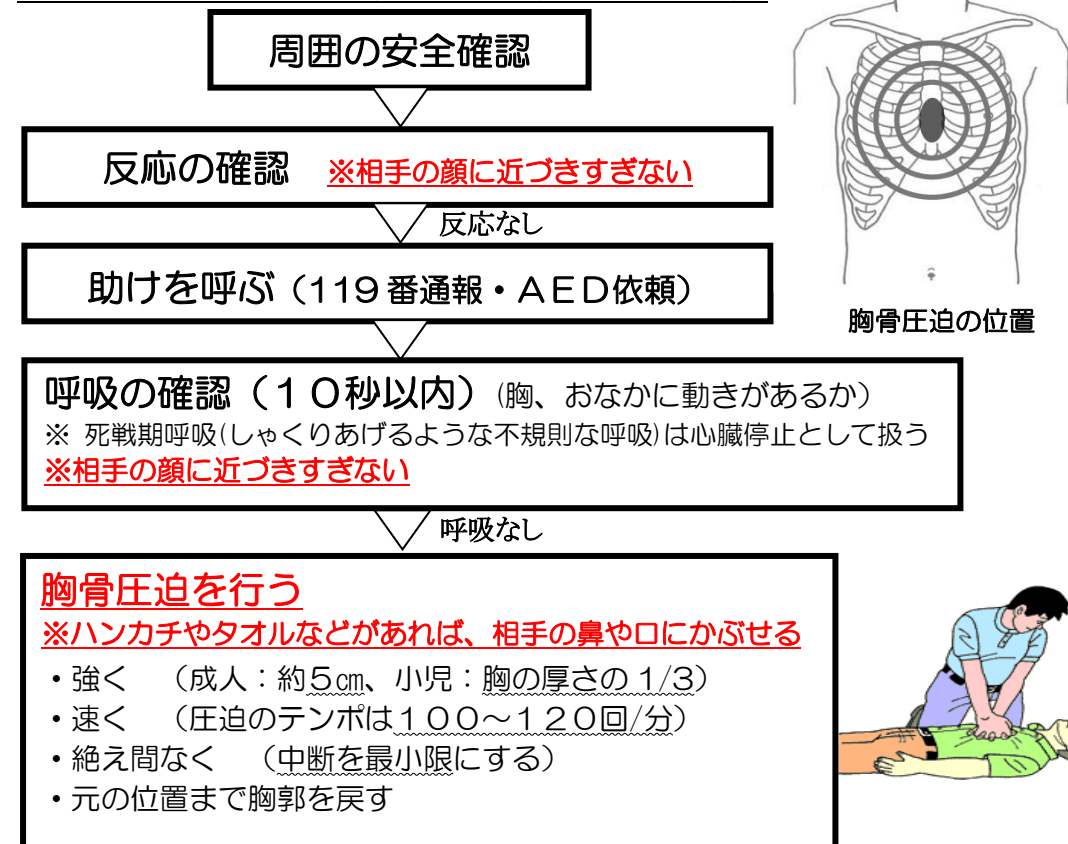 周囲の安全確認
反応の確認　※相手の顔に近づきすぎない
反応なし
助けを呼ぶ（119番通報・ＡＥＤ依頼）
胸骨圧迫の位置
呼吸の確認（１０秒以内）(胸、おなかに動きがあるか）
※ 死戦期呼吸(しゃくりあげるような不規則な呼吸)は心臓停止として扱う
※相手の顔に近づきすぎない
呼吸なし
胸骨圧迫を行う
※ハンカチやタオルなどがあれば、相手の鼻や口にかぶせる
・強く　（成人：約５㎝、小児：胸の厚さの 1/3）
・速く　（圧迫のテンポは１００～１２０回/分）
・絶え間なく　（中断を最小限にする）
・元の位置まで胸郭を戻す